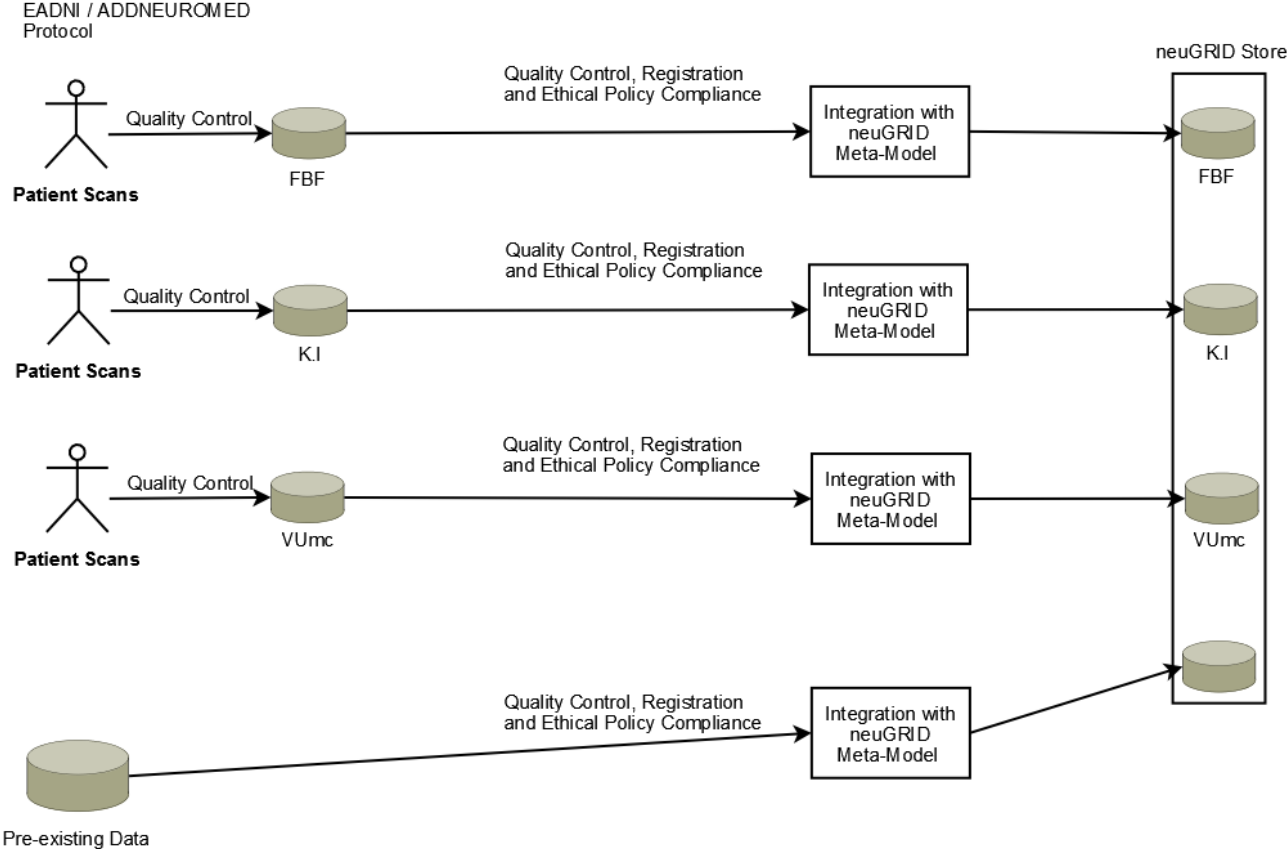 EADNI / ADDNEUROMED
Protocol
neuGRID Store
Quality Control, Registration
and Ethical Policy Compliance
Quality Control
Integration with
neuGRID
Meta-Model
FBF
FBF
Patient Scans
Quality Control, Registration
and Ethical Policy Compliance
Quality Control
Integration with
neuGRID
Meta-Model
K.I
K.I
Patient Scans
Quality Control, Registration
and Ethical Policy Compliance
Quality Control
Integration with
neuGRID
Meta-Model
VUmc
VUmc
Patient Scans
Quality Control, Registration
and Ethical Policy Compliance
Integration with
neuGRID
Meta-Model
Pre-existing Data